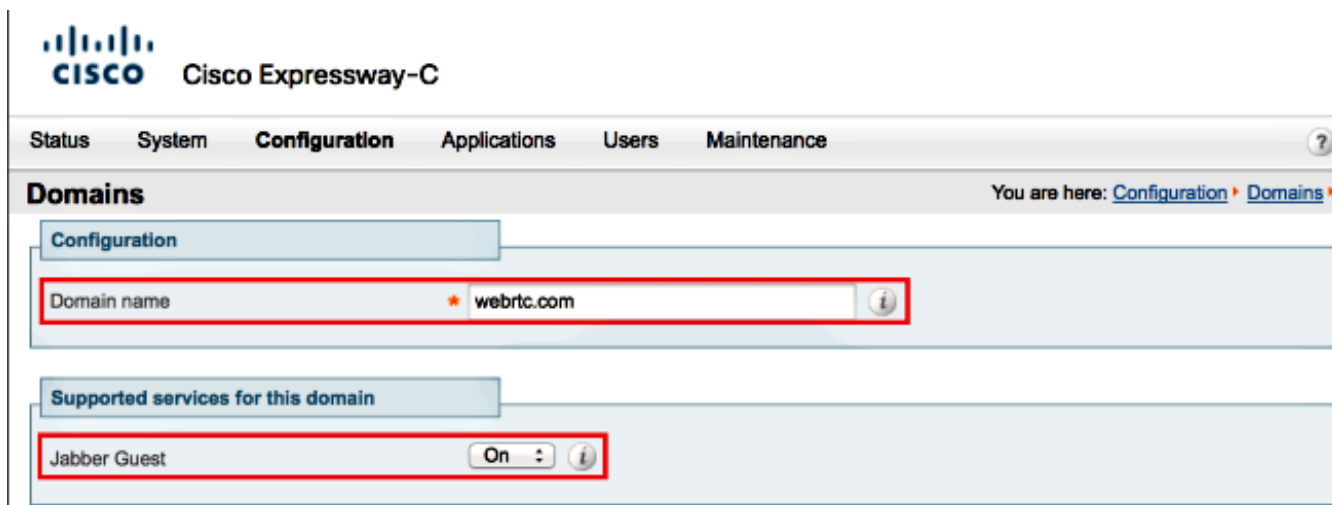 CISCO Cisco Expressway-C
Status System Configuration Applications Users Maintenance ?
Domains You are here: Configuration Domains
Configuration
Domain name * webrtc.com i
Supported services for this domain
Jabber Guest On i